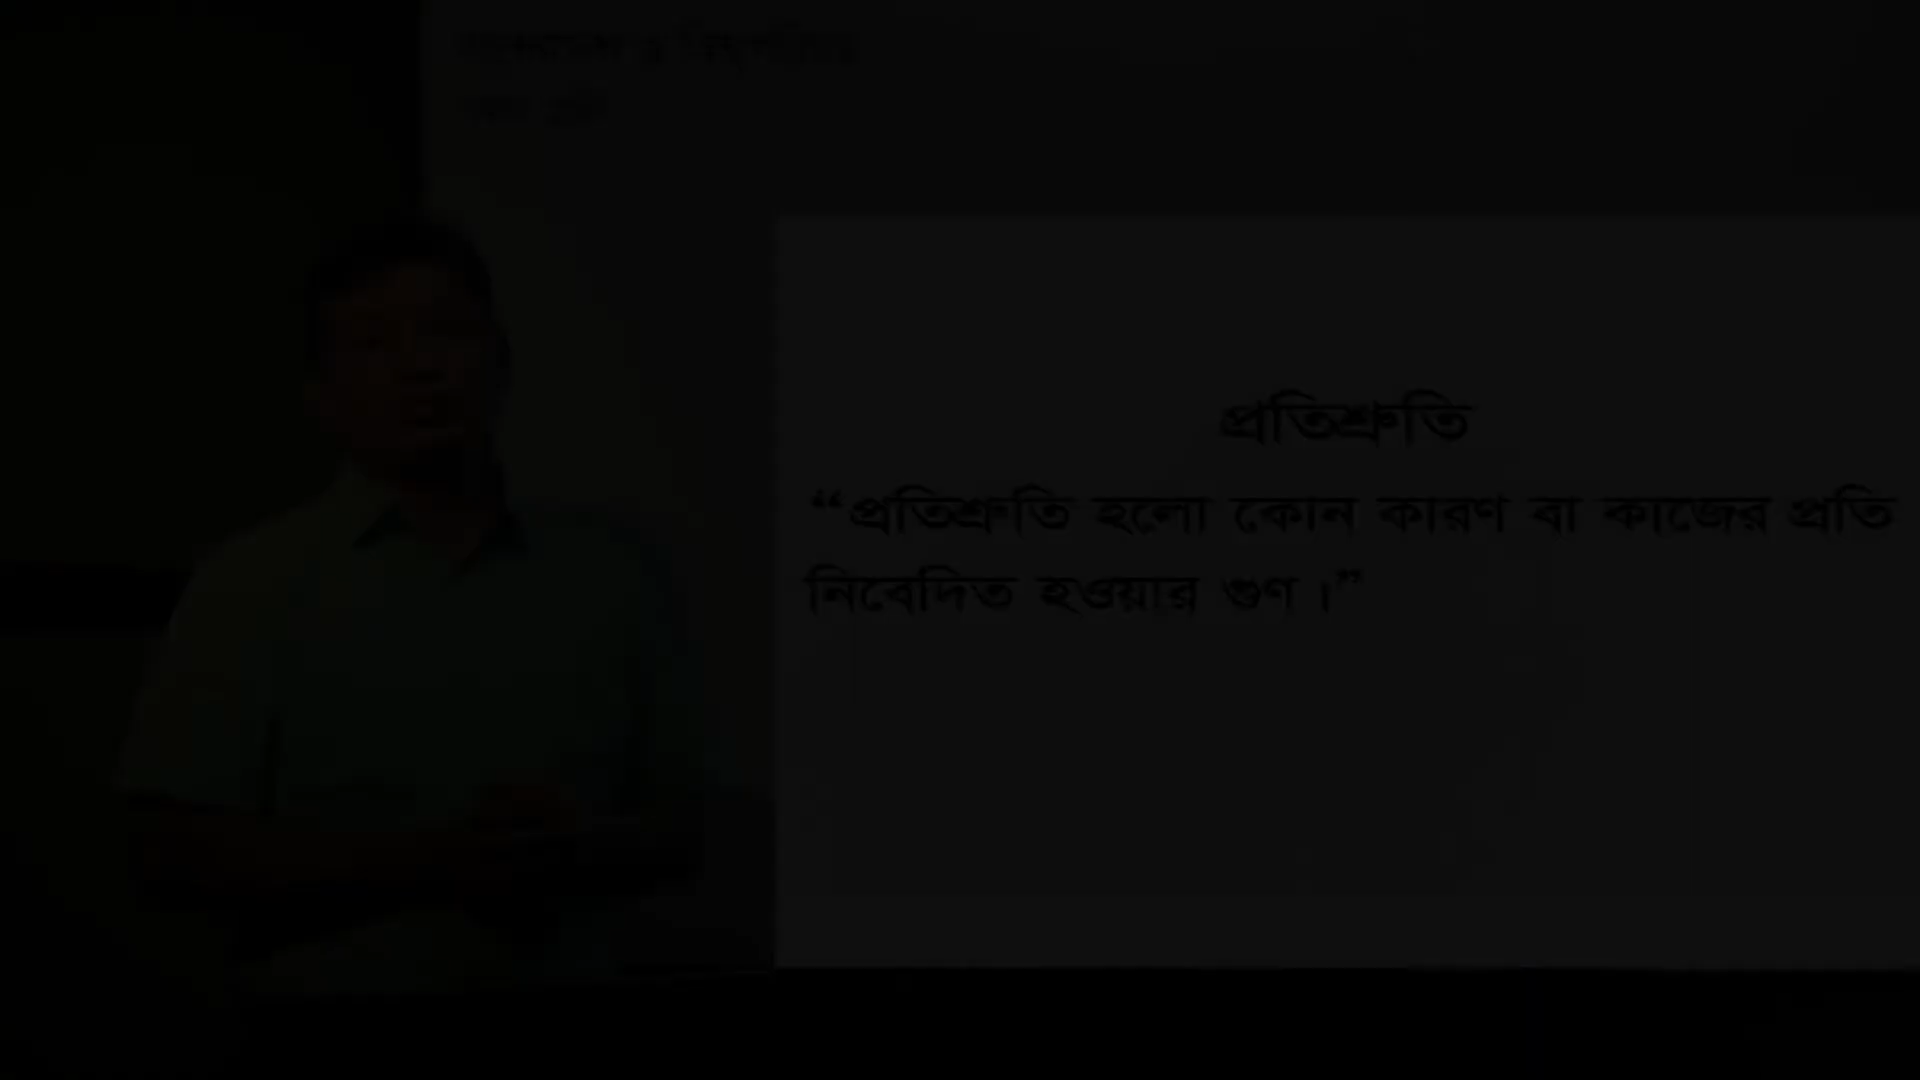 প্রতিশ্রুতি
“প্রতিশ্রুতি হলো কোন কারণ বা কাজের প্রতি
নিবেদিত হওয়ার গুণ।”